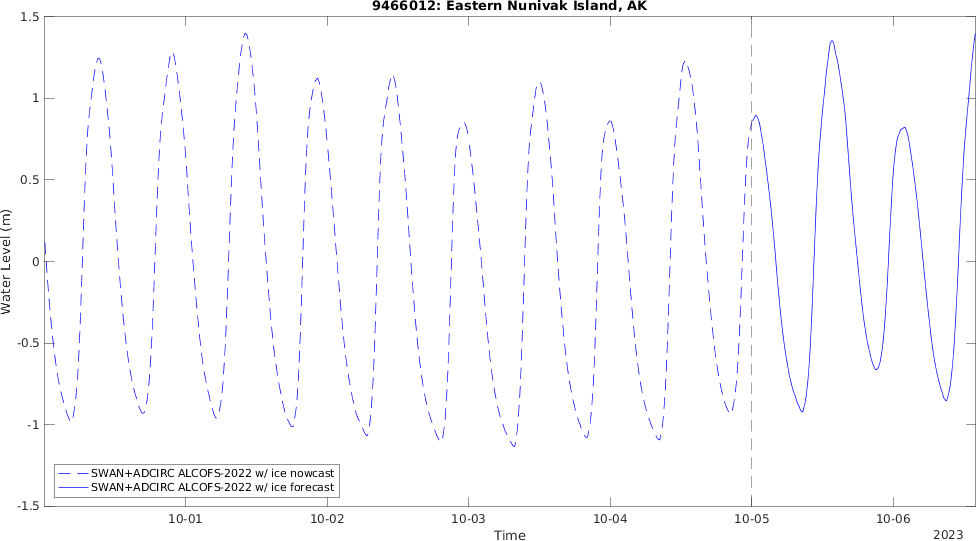 9466012: Eastern Nunivak Island, AK
1.5
1
0.5
0
-0.5
-1
-1.5
Water Level (m)
SWAN+ADCIRC ALCOFS-2022 w/ ice nowcast
SWAN+ADCIRC ALCOFS-2022 w/ ice forecast
10-01 10-02 10-03 10-04 10-05 10-06
Time
2023